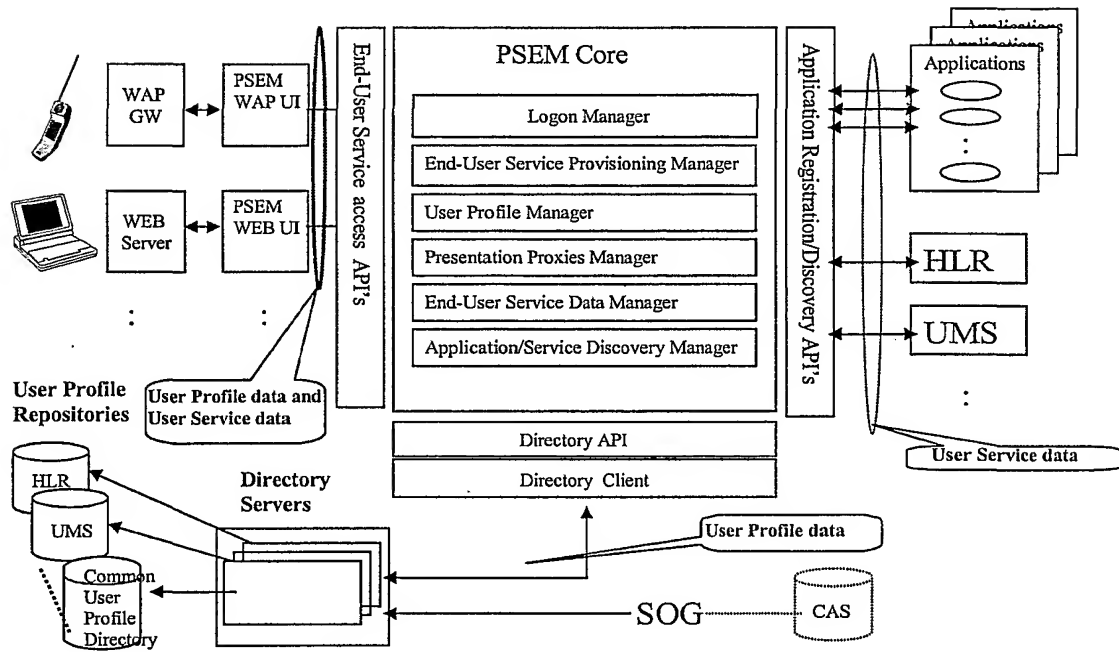 WAP
GW
PSEM
WAP UI
WEB
Server
PSEM
WEB UI
:
:
End-User Service access API's
PSEM Core
Logon Manager
End-User Service Provisioning Manager
User Profile Manager
Presentation Proxies Manager
End-User Service Data Manager
Application/Service Discovery Manager
Application Registration/Discovery API's
Applications
Applications
Applications
:
HLR
UMS
:
User Profile data and
User Service data
User Service data
Directory API
Directory Client
User Profile
Repositories
HLR
UMS
Common
User
Profile
Directory
Directory
Servers
User Profile data
SOG
CAS